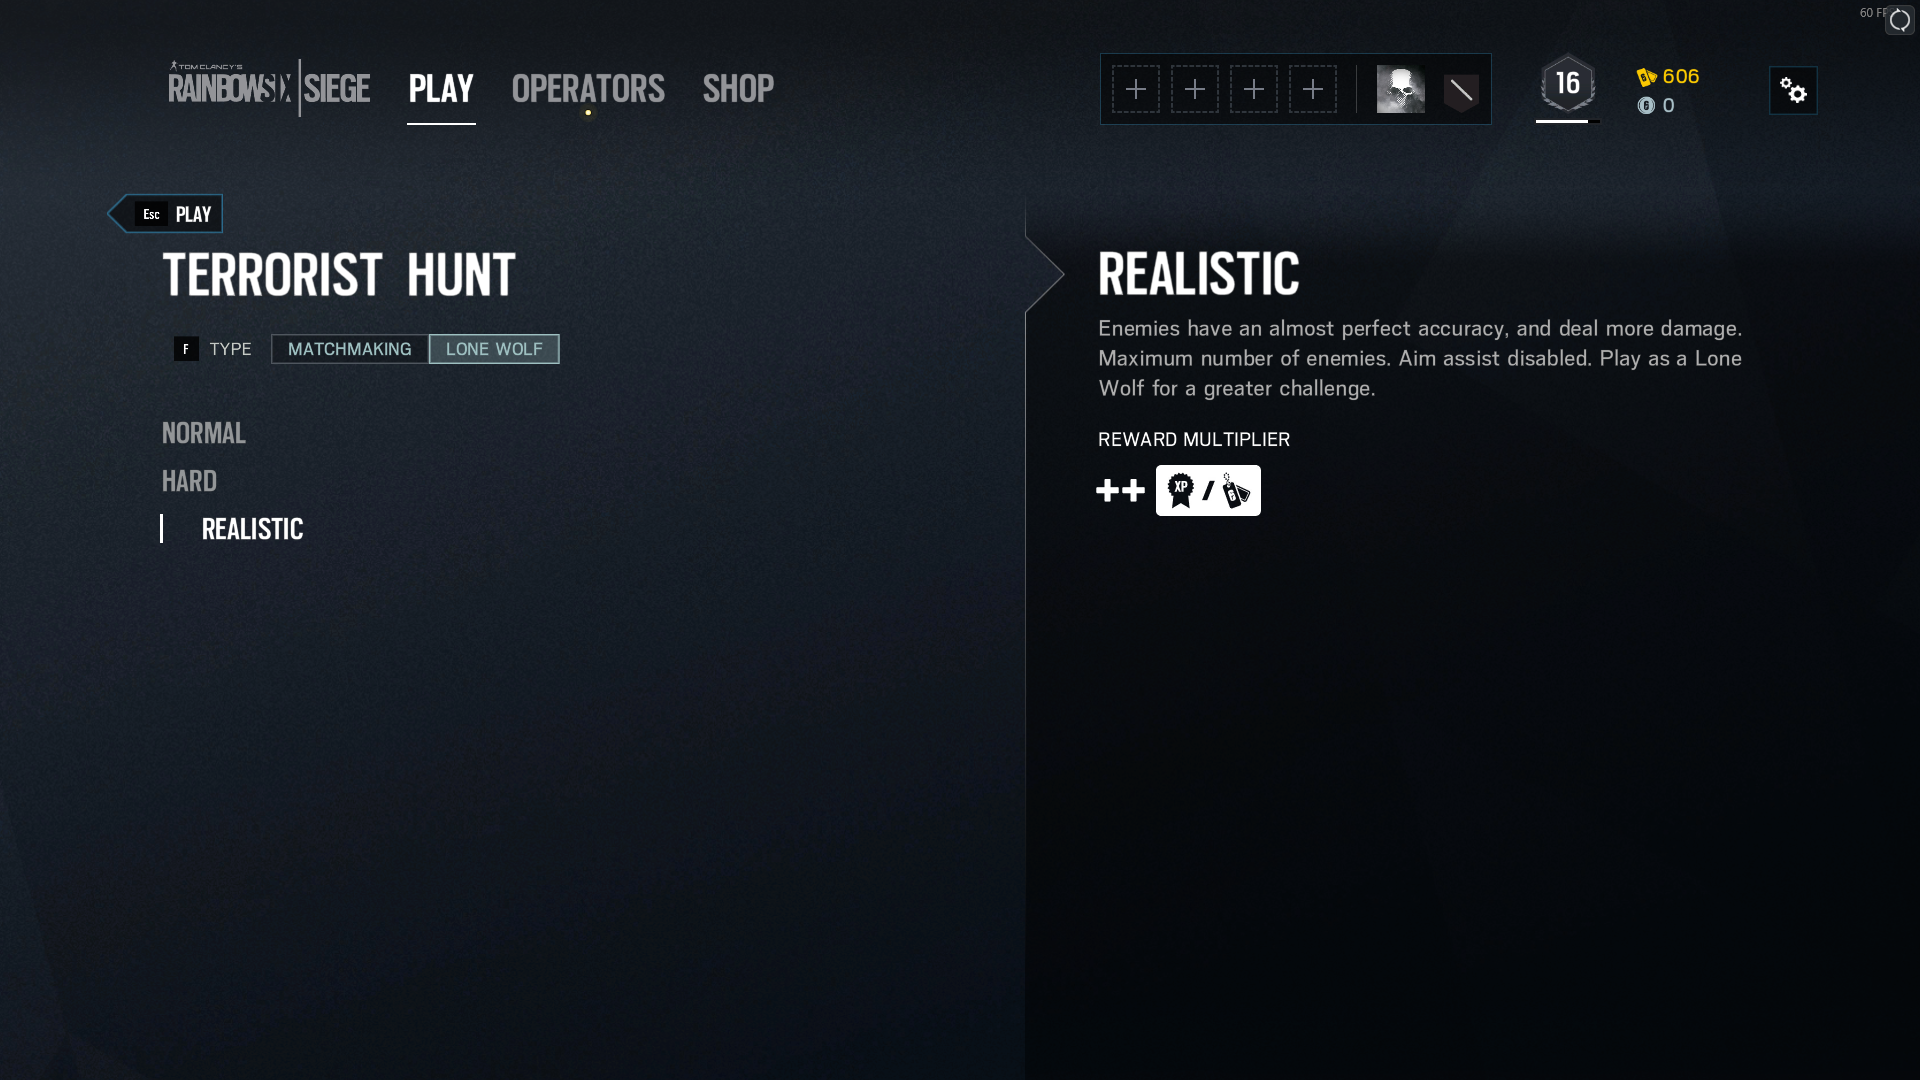 TOM CLANCY'S
RAINBOWSIX | SIEGE
PLAY
OPERATORS
SHOP
16
606
0
60
Esc PLAY
TERRORIST HUNT
F TYPE MATCHMAKING LONE WOLF
NORMAL
HARD
REALISTIC
REALISTIC
Enemies have an almost perfect accuracy, and deal more damage.
Maximum number of enemies. Aim assist disabled. Play as a Lone
Wolf for a greater challenge.
REWARD MULTIPLIER
++ XP /